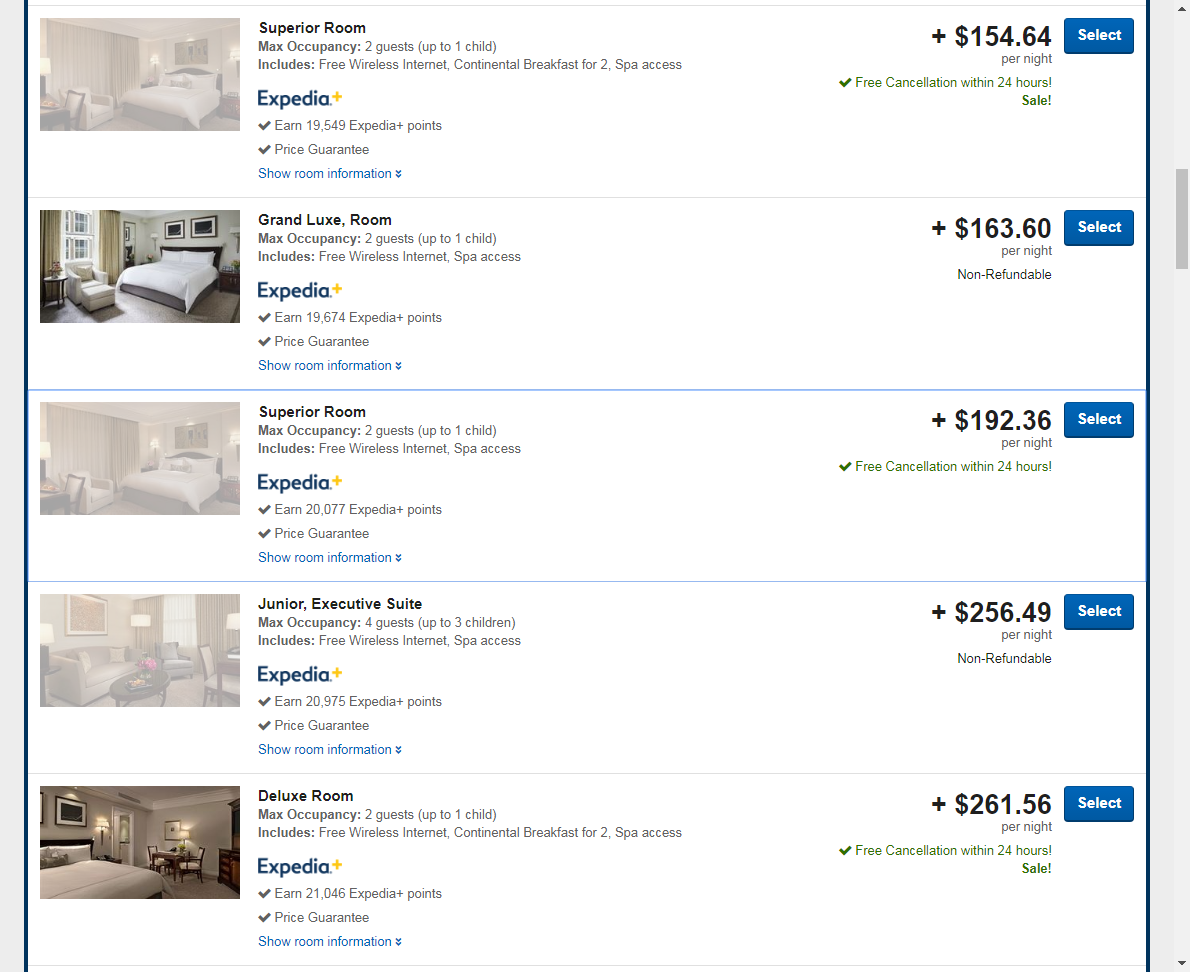 Superior Room
Max Occupancy: 2 guests (up to 1 child)
Includes: Free Wireless Internet, Continental Breakfast for 2, Spa access
Expedia+
Earn 19,549 Expedia+ points
Price Guarantee
Show room information
+ $154.64
per night
Free Cancellation within 24 hours!
Sale!
Select
Grand Luxe, Room
Max Occupancy: 2 guests (up to 1 child)
Includes: Free Wireless Internet, Spa access
Expedia+
Earn 19,674 Expedia+ points
Price Guarantee
Show room information
+ $163.60
per night
Non-Refundable
Select
Superior Room
Max Occupancy: 2 guests (up to 1 child)
Includes: Free Wireless Internet, Spa access
Expedia+
Earn 20,077 Expedia+ points
Price Guarantee
Show room information
+ $192.36
per night
Free Cancellation within 24 hours!
Select
Junior, Executive Suite
Max Occupancy: 4 guests (up to 3 children)
Includes: Free Wireless Internet, Spa access
Expedia+
Earn 20,975 Expedia+ points
Price Guarantee
Show room information
+ $256.49
per night
Non-Refundable
Select
Deluxe Room
Max Occupancy: 2 guests (up to 1 child)
Includes: Free Wireless Internet, Continental Breakfast for 2, Spa access
Expedia+
Earn 21,046 Expedia+ points
Price Guarantee
Show room information
+ $261.56
per night
Free Cancellation within 24 hours!
Sale!
Select